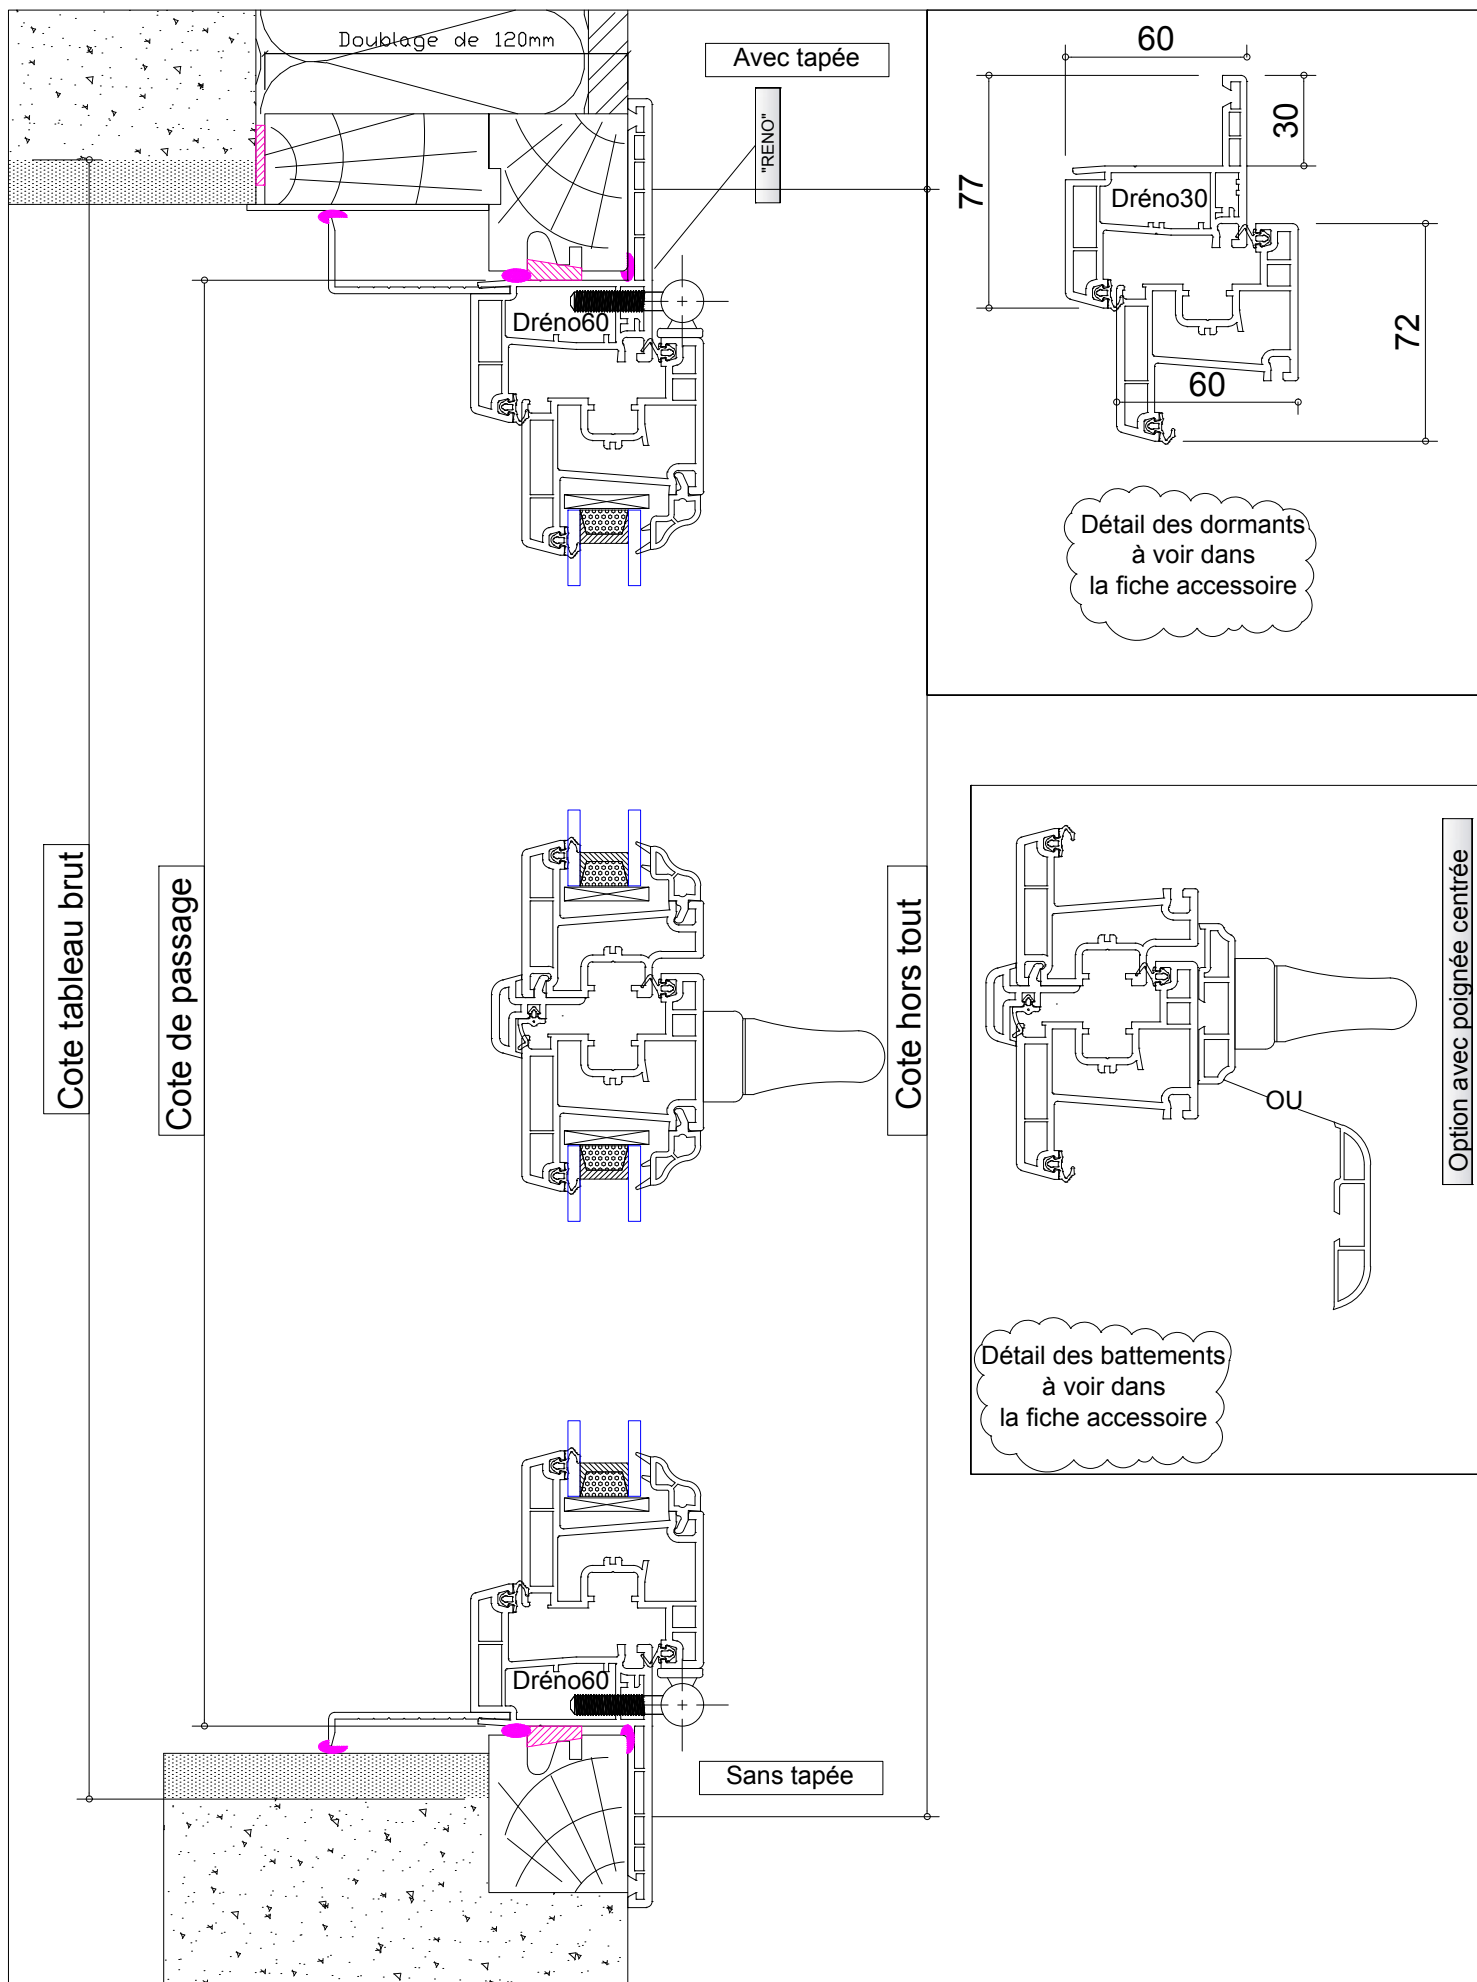 Doublage de 120mm
Avec tapée
"RENO"
60
30
77
Dréno30
72
60
Dréno60
Détail des dormants
à voir dans
la fiche accessoire
Cote tableau brut
Cote de passage
Cote hors tout
Option avec poignée centrée
OU
Détail des battements
à voir dans
la fiche accessoire
Dréno60
Sans tapée